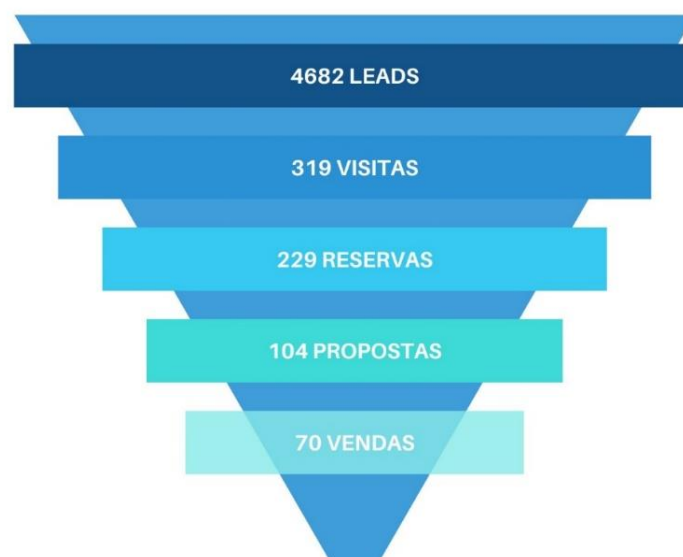 4682 LEADS
319 VISITAS
229 RESERVAS
104 PROPOSTAS
70 VENDAS